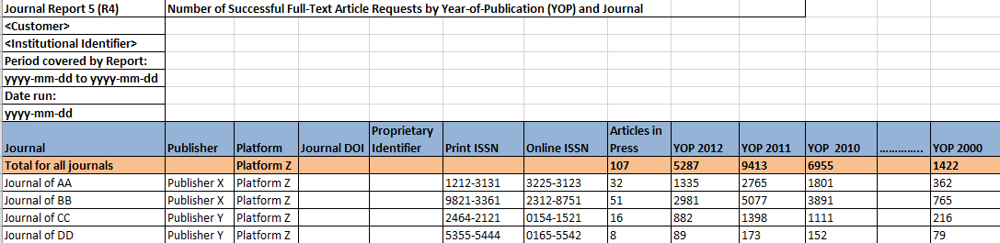 Journal Report 5 (R4) Number of Successful Full-Text Article Requests by Year-of-Publication (YOP) and Journal
<Customer>
<Institutional Identifier>
Period covered by Report:
yyyy-mm-dd to yyyy-mm-dd
Date run:
yyyy-mm-dd
Journal Publisher Platform Journal DOI Proprietary Identifier Print ISSN Online ISSN Articles in Press YOP 2012 YOP 2011 YOP 2010 .............. YOP 2000
Total for all journals Platform Z 107 5287 9413 6955 1422
Journal of AA Publisher X Platform Z 1212-3131 3225-3123 32 1335 2765 1801 362
Journal of BB Publisher X Platform Z 9821-3361 2312-8751 51 2981 5077 3891 765
Journal of CC Publisher Y Platform Z 2464-2121 0154-1521 16 882 1398 1111 216
Journal of DD Publisher Y Platform Z 5355-5444 0165-5542 8 89 173 152 79